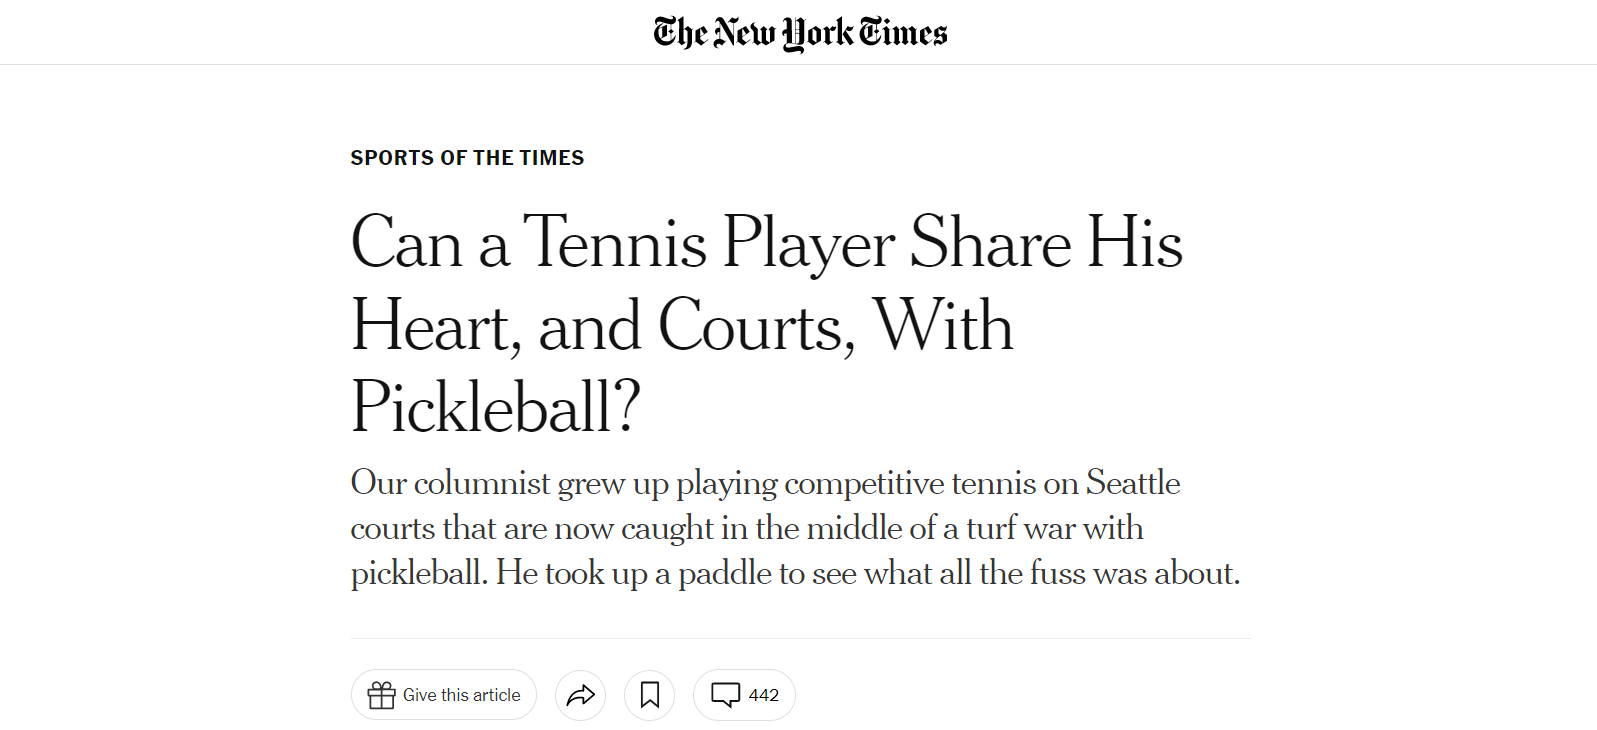 The New York Times
SPORTS OF THE TIMES
Can a Tennis Player Share His
Heart, and Courts, With
Pickleball?
Our columnist grew up playing competitive tennis on Seattle
courts that are now caught in the middle of a turf war with
pickleball. He took up a paddle to see what all the fuss was about.
Give this article 442